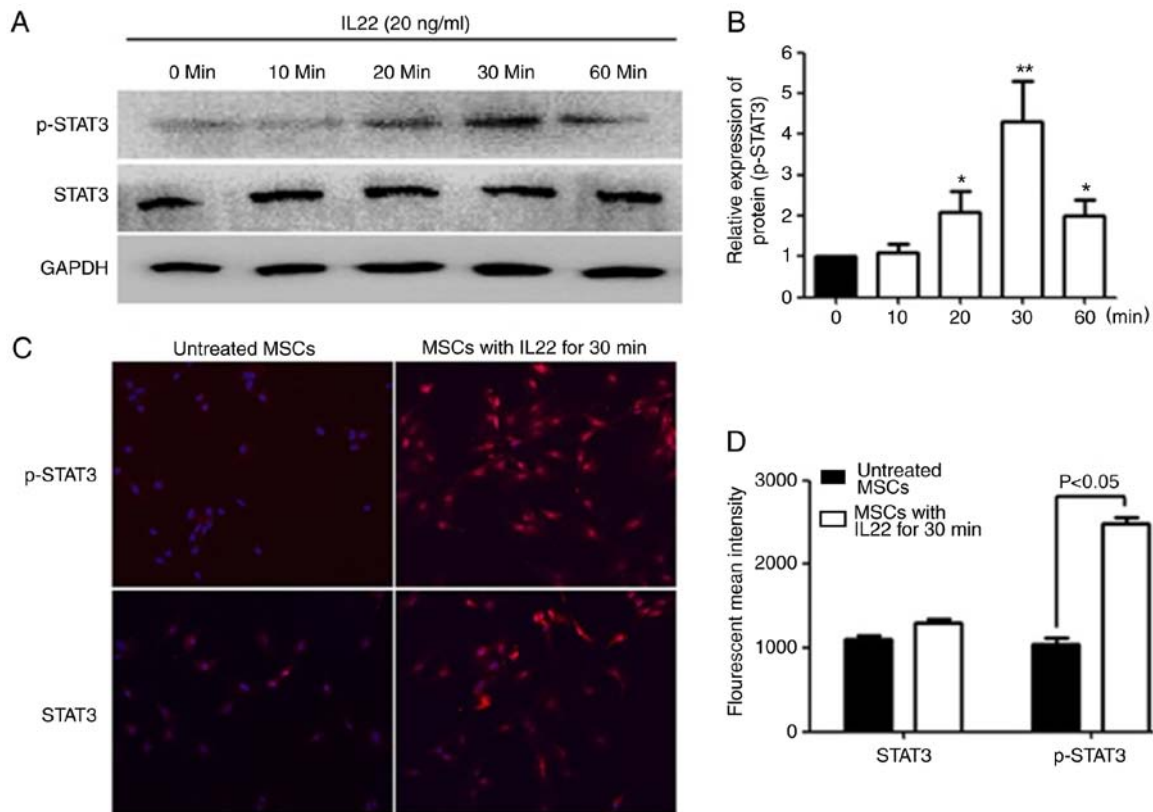 A
IL22 (20 ng/ml)
0 Min 10 Min 20 Min 30 Min 60 Min
p-STAT3
STAT3
GAPDH
B
Relative expression of
protein (p-STAT3)
6
5
4
3
2
1
0
*
**
*
0 10 20 30 60 (min)
C
Untreated MSCs MSCs with IL22 for 30 min
p-STAT3
STAT3
D
Flourescent mean intensity
3000
2000
1000
0
Untreated
MSCs
MSCs with
IL22 for 30 min
P<0.05
STAT3 p-STAT3